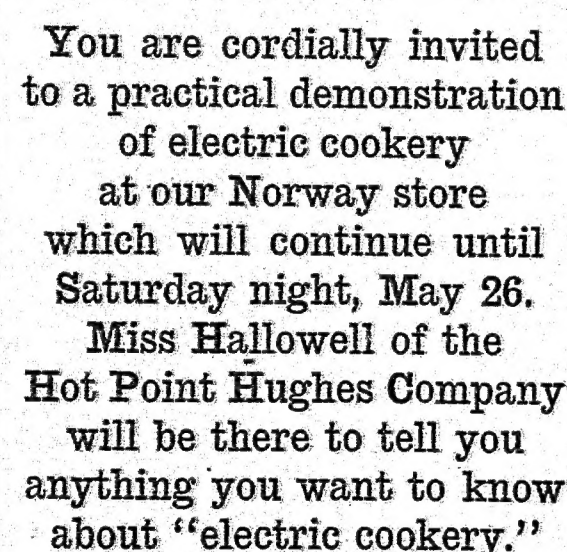 You are cordially invited
to a practical demonstration
of electric cookery
at our Norway store
which will continue until
Saturday night, May 26.
Miss Hallowell of the
Hot Point Hughes Company
will be there to tell you
anything you want to know
about “electric cookery.”